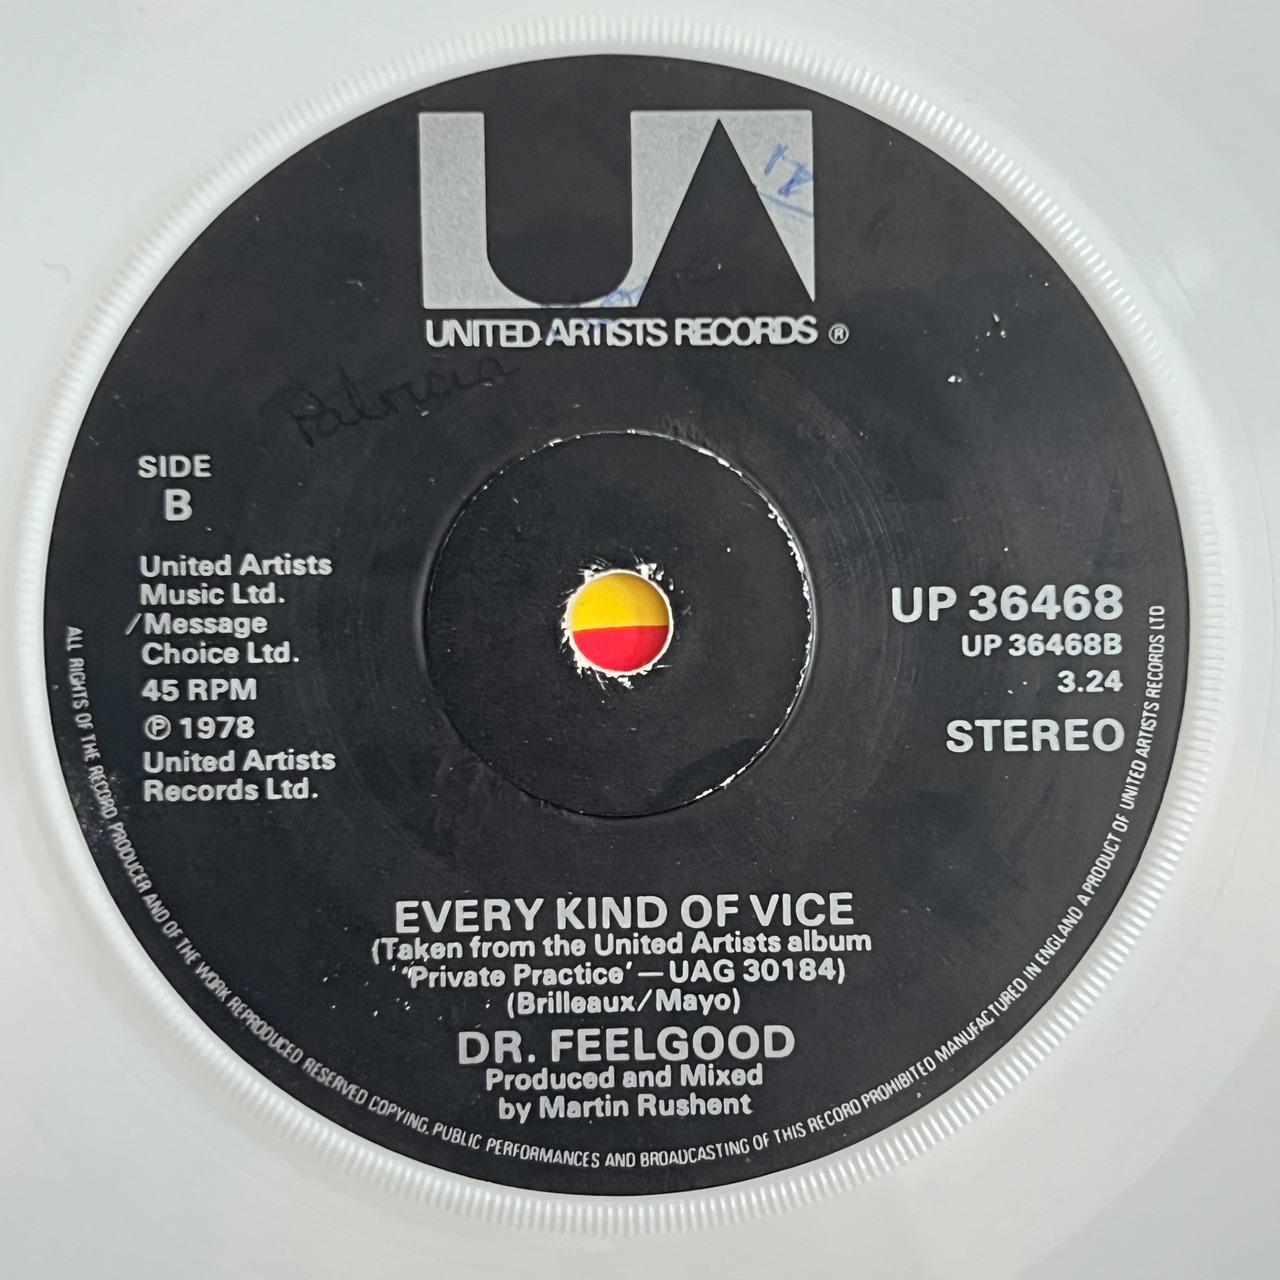 UA
UNITED ARTISTS RECORDS ®
Patricia
SIDE
B
United Artists
Music Ltd.
/Message
Choice Ltd.
45 RPM
℗ 1978
United Artists
Records Ltd.
UP 36468
UP 36468B
3.24
STEREO
EVERY KIND OF VICE
(Taken from the United Artists album
‘“Private Practice’ — UAG 30184)
(Brilleaux/Mayo)
DR. FEELGOOD
Produced and Mixed
by Martin Rushent
ALL RIGHTS OF THE RECORD PRODUCER AND OF THE WORK REPRODUCED RESERVED COPYING, PUBLIC PERFORMANCES AND BROADCASTING OF THIS RECORD PROHIBITED MANUFACTURED IN ENGLAND A PRODUCT OF UNITED ARTISTS RECORDS LTD